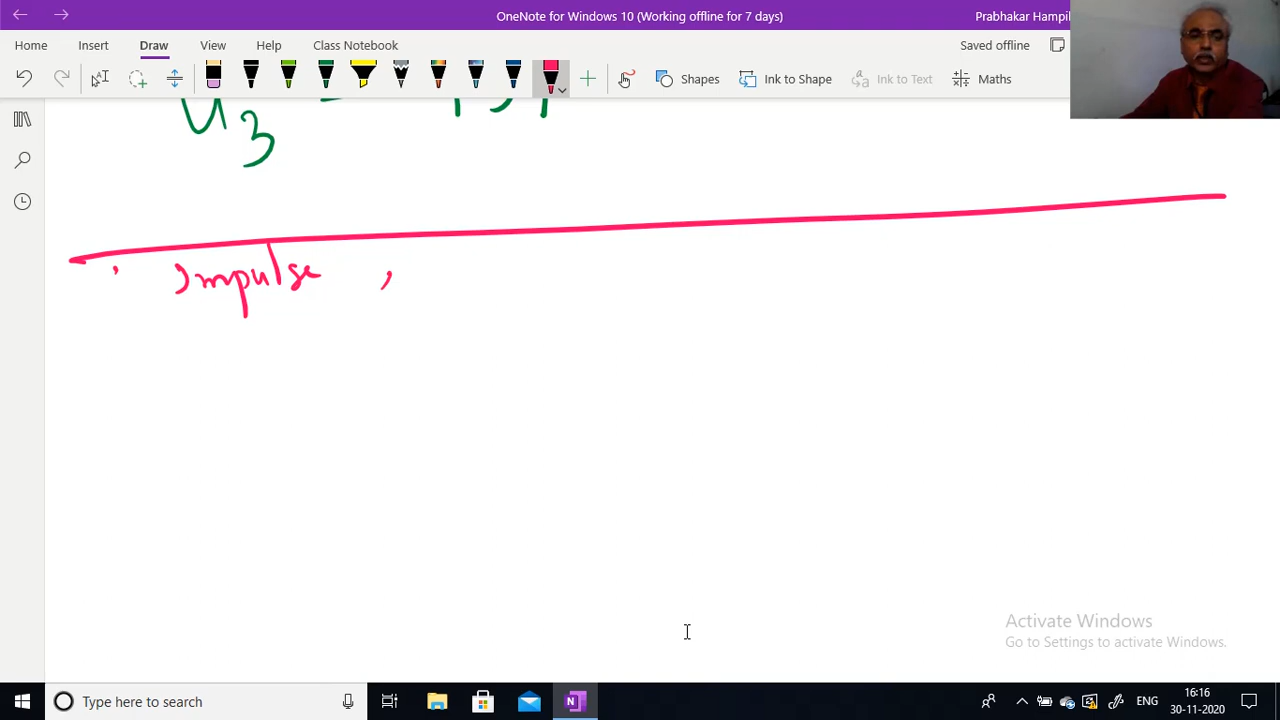 OneNote for Windows 10 (Working offline for 7 days)
Prabhakar Hampil
Home Insert Draw View Help Class Notebook Saved offline
Shapes Ink to Shape Ink to Text Maths
u3
Impulse ,
Activate Windows
Go to Settings to activate Windows.
Type here to search
ENG
16:16
30-11-2020